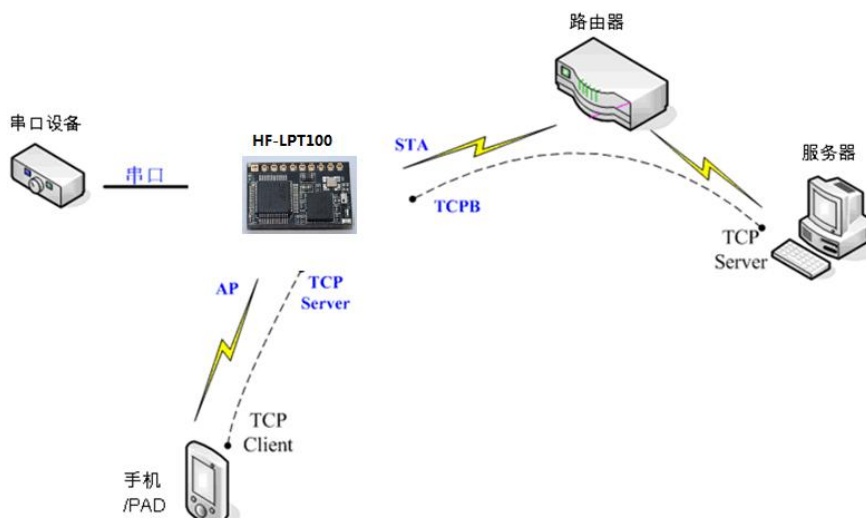 路由器
串口设备
HF-LPT100
STA
服务器
串口
TCPB
TCP
Server
AP
TCP
Server
TCP
Client
手机
/PAD